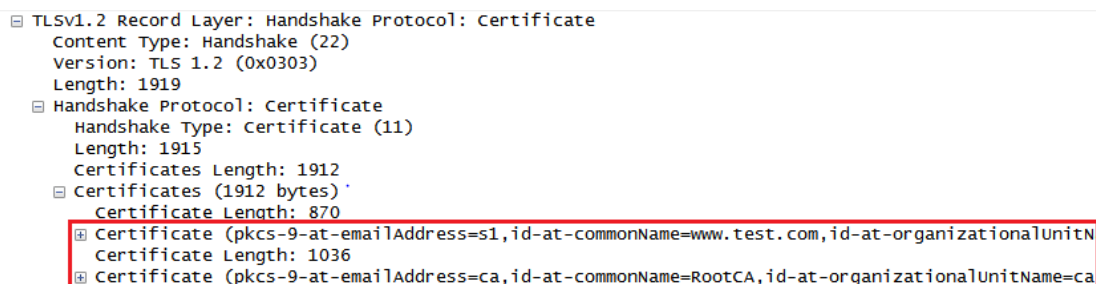 TLSv1.2 Record Layer: Handshake Protocol: Certificate
Content Type: Handshake (22)
Version: TLS 1.2 (0x0303)
Length: 1919
Handshake Protocol: Certificate
Handshake Type: Certificate (11)
Length: 1915
Certificates Length: 1912
Certificates (1912 bytes)
Certificate Length: 870
Certificate (pkcs-9-at-emailAddress=s1,id-at-commonName=www.test.com,id-at-organizationalUnitN
Certificate Length: 1036
Certificate (pkcs-9-at-emailAddress=ca,id-at-commonName=RootCA,id-at-organizationalUnitName=ca